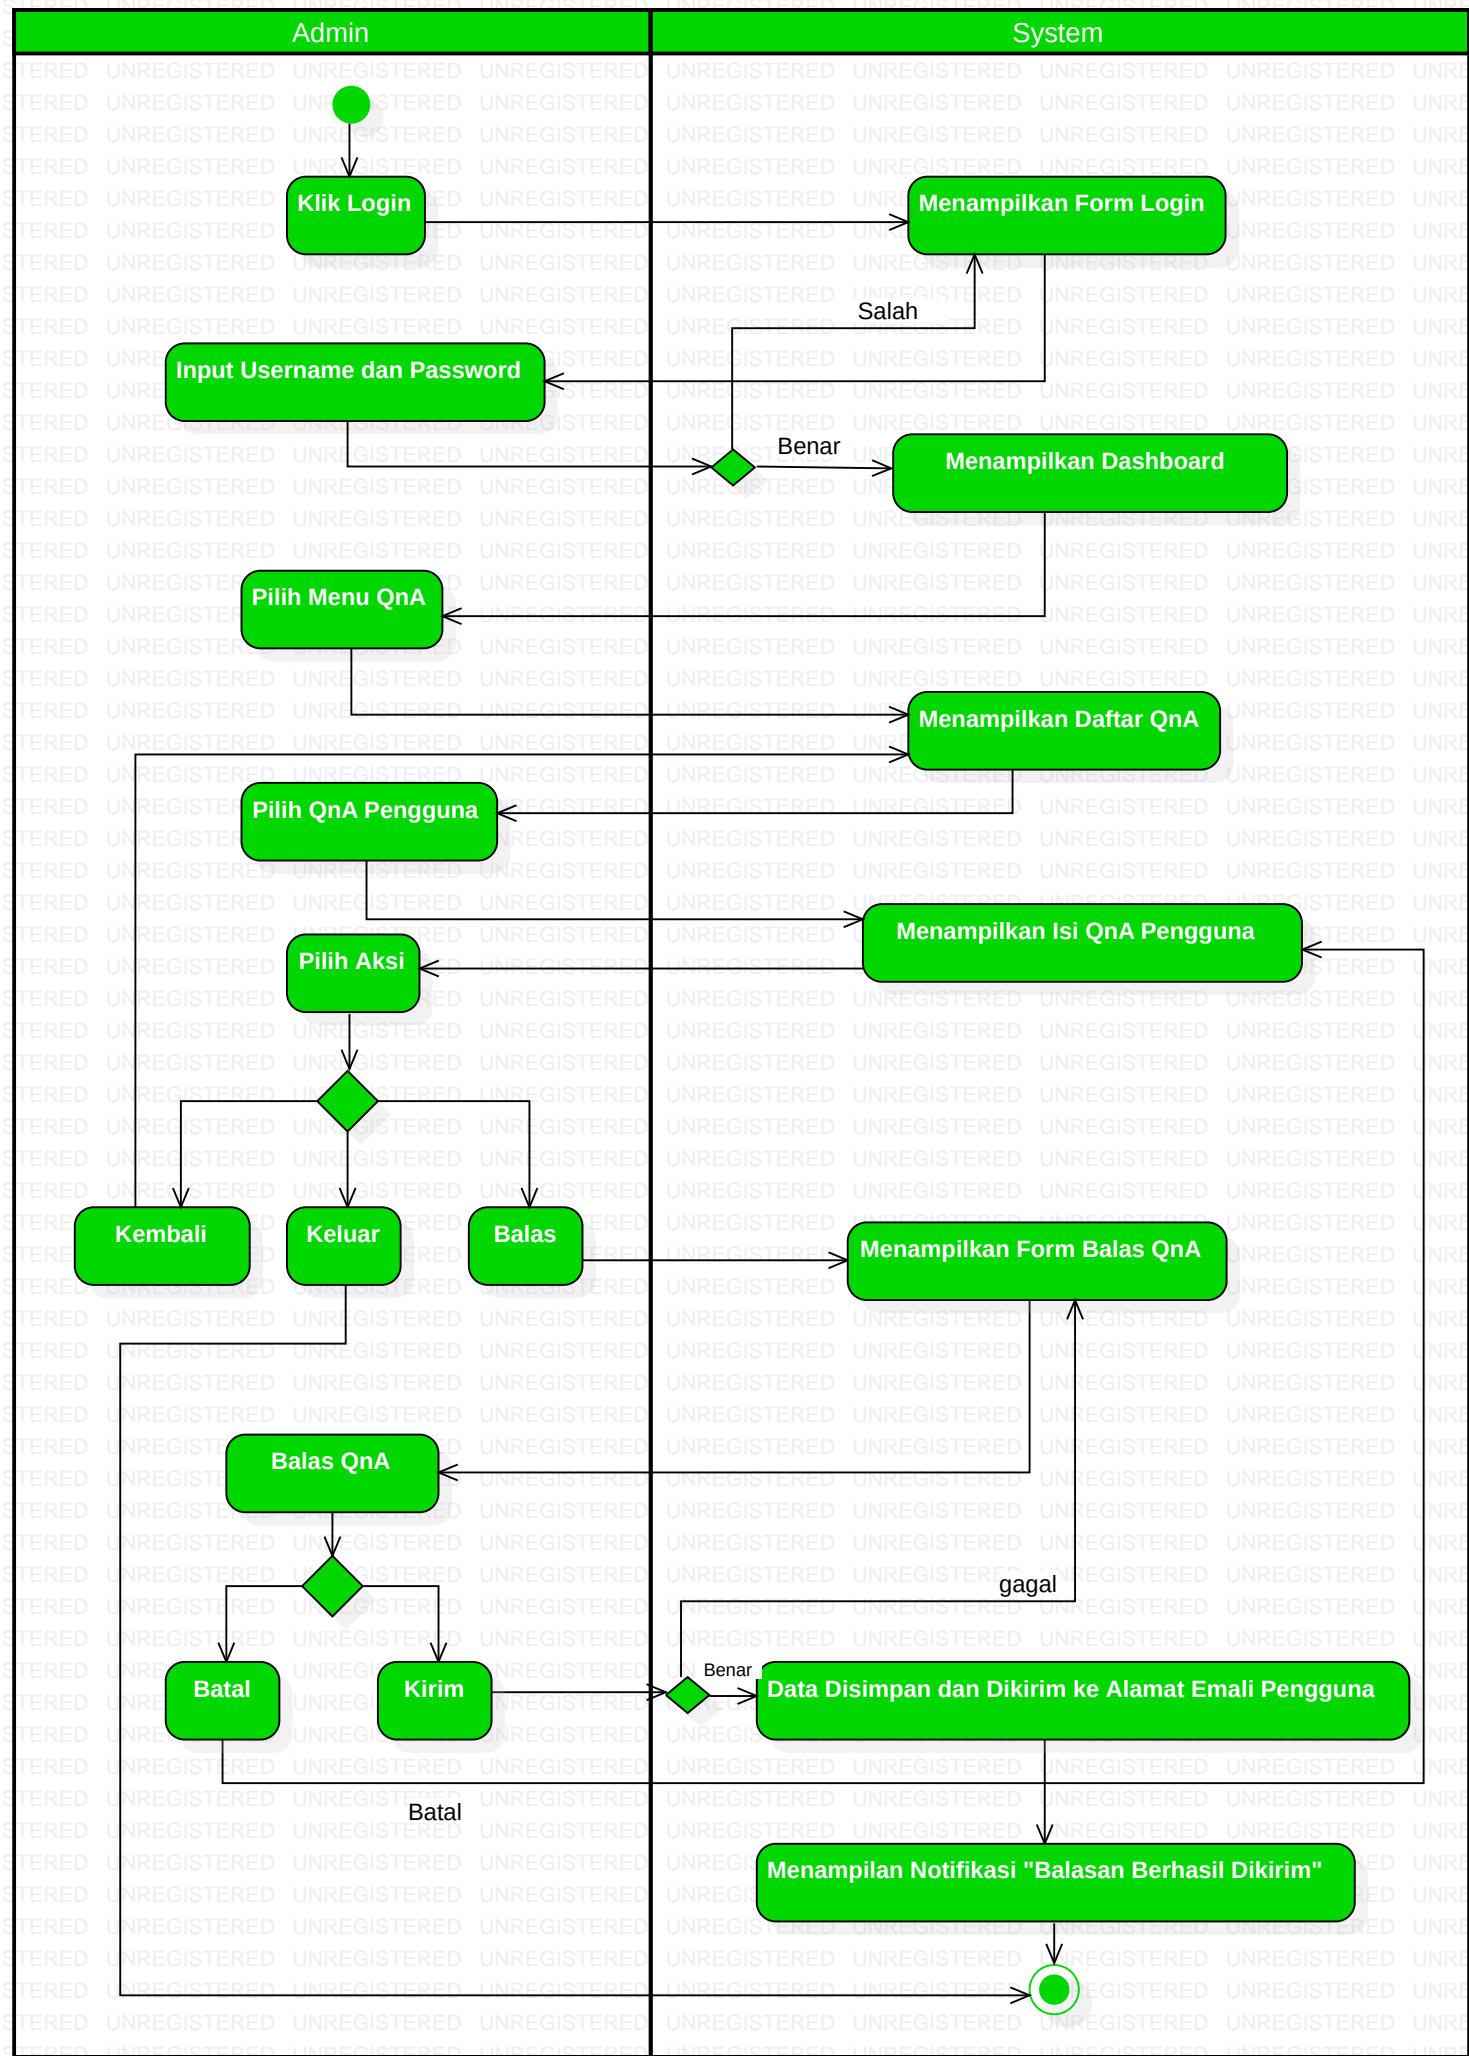 Admin
System
Klik Login
Menampilkan Form Login
Salah
Input Username dan Password
Benar
Menampilkan Dashboard
Pilih Menu QnA
Menampilkan Daftar QnA
Pilih QnA Pengguna
Menampilkan Isi QnA Pengguna
Pilih Aksi
Kembali
Keluar
Balas
Menampilkan Form Balas QnA
Balas QnA
gagal
Batal
Kirim
Benar
Data Disimpan dan Dikirim ke Alamat Emali Pengguna
Batal
Menampilan Notifikasi "Balasan Berhasil Dikirim"
UNREGISTERED